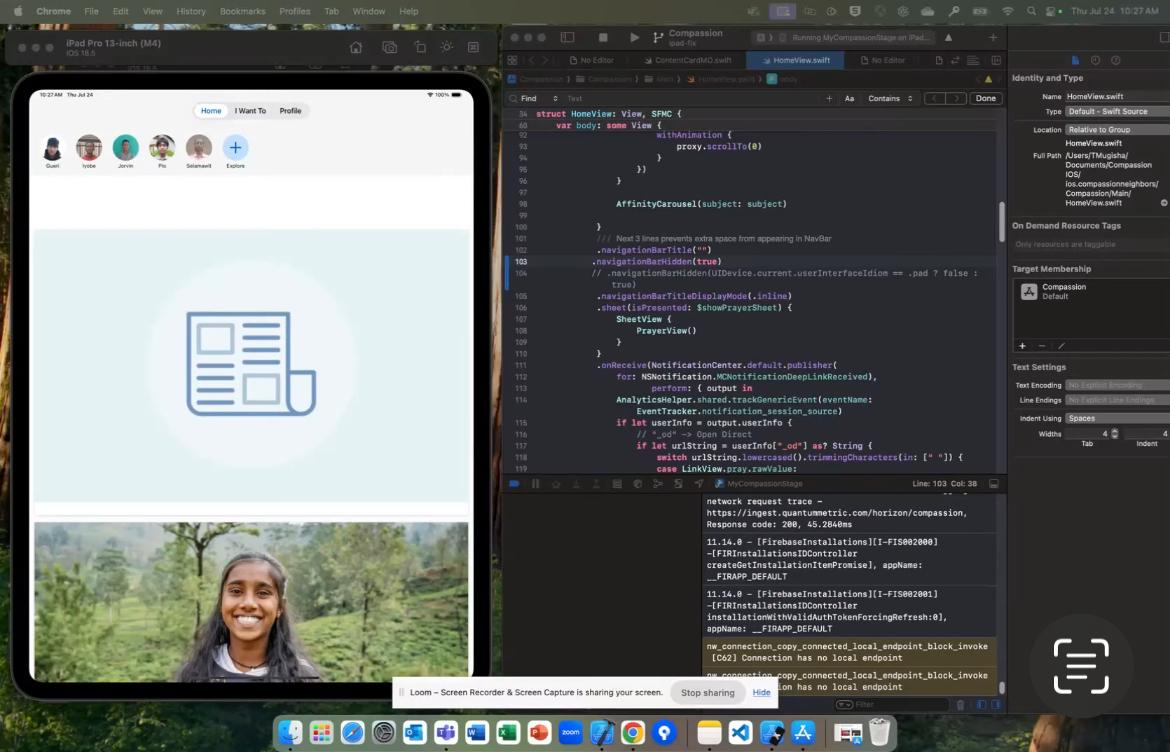 Chrome File Edit View History Bookmarks Profiles Tab Window Help
Thu Jul 24 10:27 AM
iPad Pro 13-inch (M4)
iOS 18.5
10:27 AM Thu Jul 24
100%
Home I Want To Profile
Gueri Iyobe Jorvin Pio Selamawit Explore
Compassion
ipad-fix
Running MyCompassionStage on iPad...
No Editor ContentCardMO.swift HomeView.swift No Editor
Compassion Compassion Main HomeView.swift body
Find Text Aa Contains Done
34 struct HomeView: View, SFMC {
60 var body: some View {
92 withAnimation {
93 proxy.scrollTo(0)
94 }
95 })
96 }
97
98 AffinityCarousel(subject: subject)
99
100 }
101 /// Next 3 lines prevents extra space from appearing in NavBar
102 .navigationBarTitle("")
103 .navigationBarHidden(true)
104 // .navigationBarHidden(UIDevice.current.userInterfaceIdiom == .pad ? false :
true)
105 .navigationBarTitleDisplayMode(.inline)
106 .sheet(isPresented: $showPrayerSheet) {
107 SheetView {
108 PrayerView()
109 }
110 }
111 .onReceive(NotificationCenter.default.publisher(
112 for: NSNotification.MCNotificationDeepLinkReceived),
113 perform: { output in
114 AnalyticsHelper.shared.trackGenericEvent(eventName:
EventTracker.notification_session_source)
115 if let userInfo = output.userInfo {
116 // "_od" -> Open Direct
117 if let urlString = userInfo["_od"] as? String {
118 switch urlString.lowercased().trimmingCharacters(in: [" "]) {
119 case LinkView.pray.rawValue:
MyCompassionStage
Line: 103 Col: 38
network request trace -
https://ingest.quantummetric.com/horizon/compassion,
Response code: 200, 45.2840ms
11.14.0 - [FirebaseInstallations][I-FIS002000]
-[FIRInstallationsIDController
createGetInstallationItemPromise], appName:
__FIRAPP_DEFAULT
11.14.0 - [FirebaseInstallations][I-FIS002001]
-[FIRInstallationsIDController
installationWithValidAuthTokenForcingRefresh:0],
appName: __FIRAPP_DEFAULT
nw_connection_copy_connected_local_endpoint_block_invoke
[C62] Connection has no local endpoint
nw_connection_copy_connected_local_endpoint_block_invoke
Connection has no local endpoint
Filter
Identity and Type
Name HomeView.swift
Type Default - Swift Source
Location Relative to Group
HomeView.swift
Full Path /Users/TMugisha/
Documents/Compassion
IOS/
ios.compassionneighbors/
Compassion/Main/
HomeView.swift
On Demand Resource Tags
Only resources are taggable
Target Membership
Compassion
Default
Text Settings
Text Encoding No Explicit Encoding
Line Endings No Explicit Line Endings
Indent Using Spaces
Widths 4 4
Tab Indent
Loom – Screen Recorder & Screen Capture is sharing your screen. Stop sharing Hide
zoom